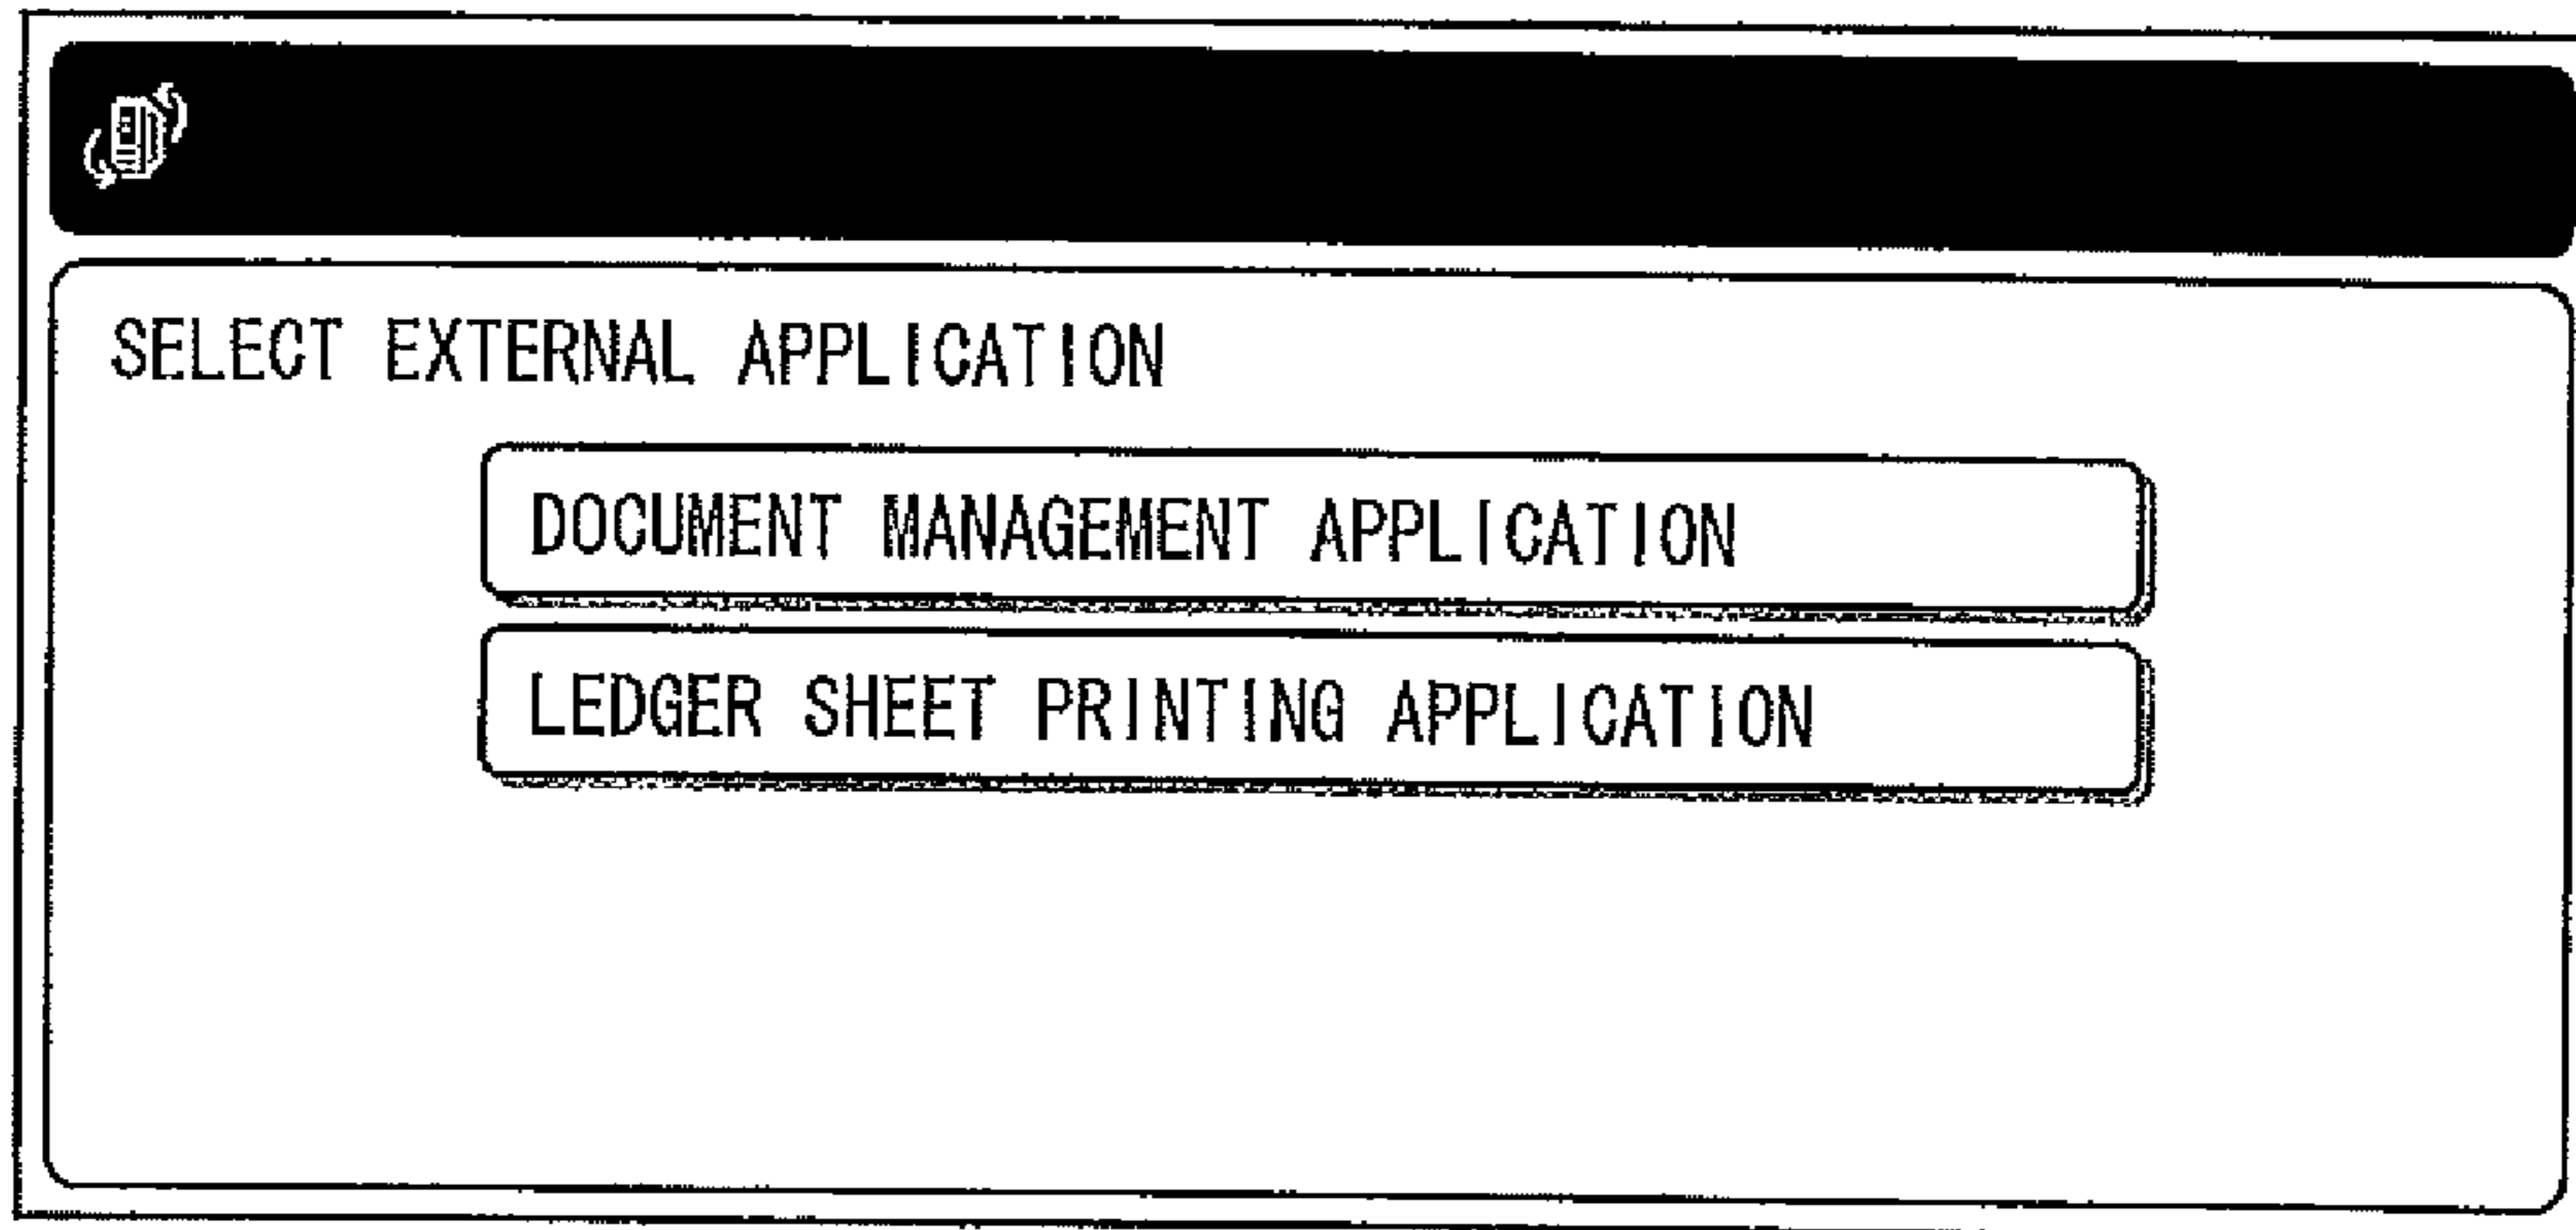 SELECT EXTERNAL APPLICATION
DOCUMENT MANAGEMENT APPLICATION
LEDGER SHEET PRINTING APPLICATION